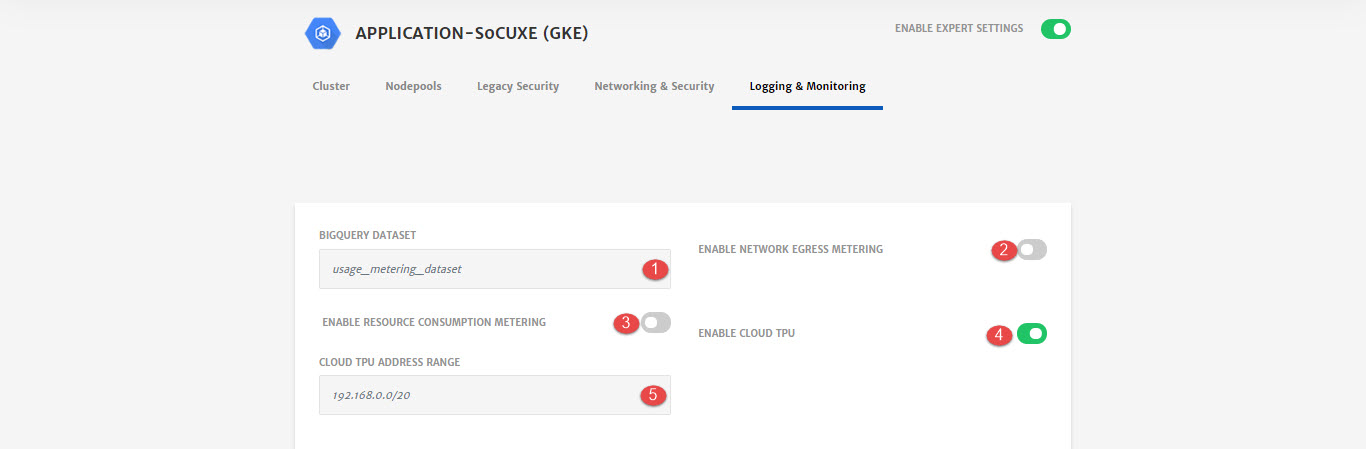 APPLICATION-SoCUXE (GKE)
ENABLE EXPERT SETTINGS
Cluster Nodepools Legacy Security Networking & Security Logging & Monitoring
BIGQUERY DATASET
usage_metering_dataset 1
ENABLE NETWORK EGRESS METERING 2
ENABLE RESOURCE CONSUMPTION METERING 3
ENABLE CLOUD TPU 4
CLOUD TPU ADDRESS RANGE
192.168.0.0/20 5